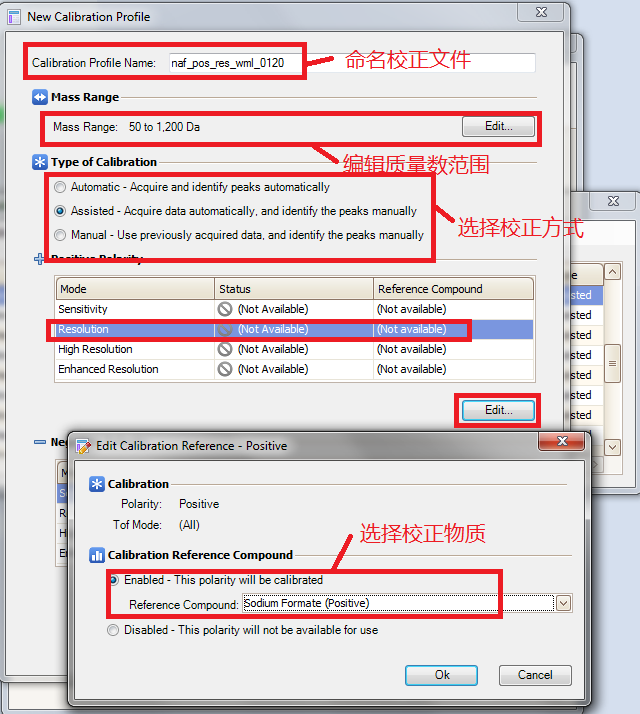 New Calibration Profile
Calibration Profile Name: naf_pos_res_wml_0120
命名校正文件
Mass Range
Mass Range: 50 to 1,200 Da
Edit...
编辑质量数范围
Type of Calibration
Automatic - Acquire and identify peaks automatically
Assisted - Acquire data automatically, and identify the peaks manually
选择校正方式
Manual - Use previously acquired data, and identify the peaks manually
Positive Polarity
Mode Status Reference Compound
Sensitivity (Not Available) (Not available)
Resolution (Not Available) (Not available)
High Resolution (Not Available) (Not available)
Enhanced Resolution (Not Available) (Not available)
Edit...
Edit Calibration Reference - Positive
Calibration
Polarity: Positive
Tof Mode: (All)
选择校正物质
Calibration Reference Compound
Enabled - This polarity will be calibrated
Reference Compound: Sodium Formate (Positive)
Disabled - This polarity will not be available for use
Ok
Cancel